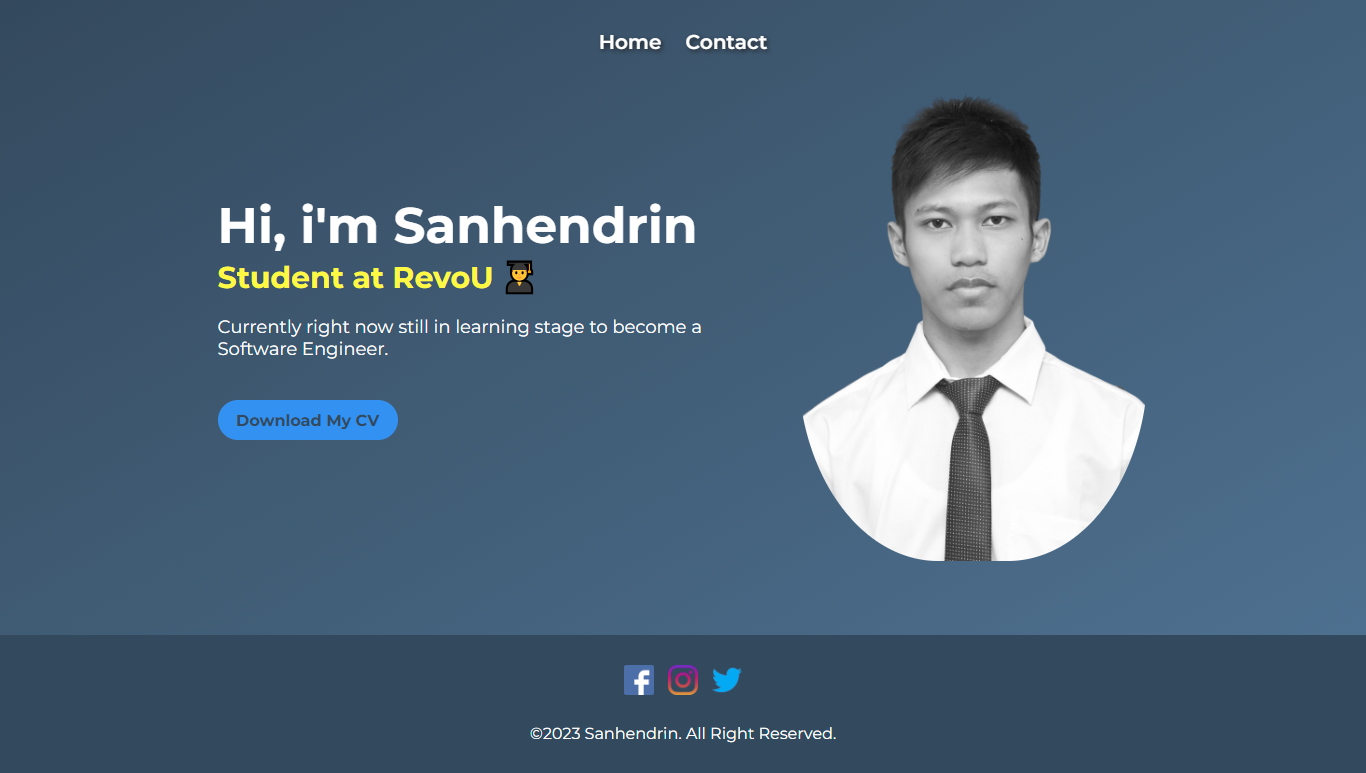 Home Contact
Hi, i'm Sanhendrin
Student at RevoU 👨‍🎓
Currently right now still in learning stage to become a
Software Engineer.
Download My CV
©2023 Sanhendrin. All Right Reserved.